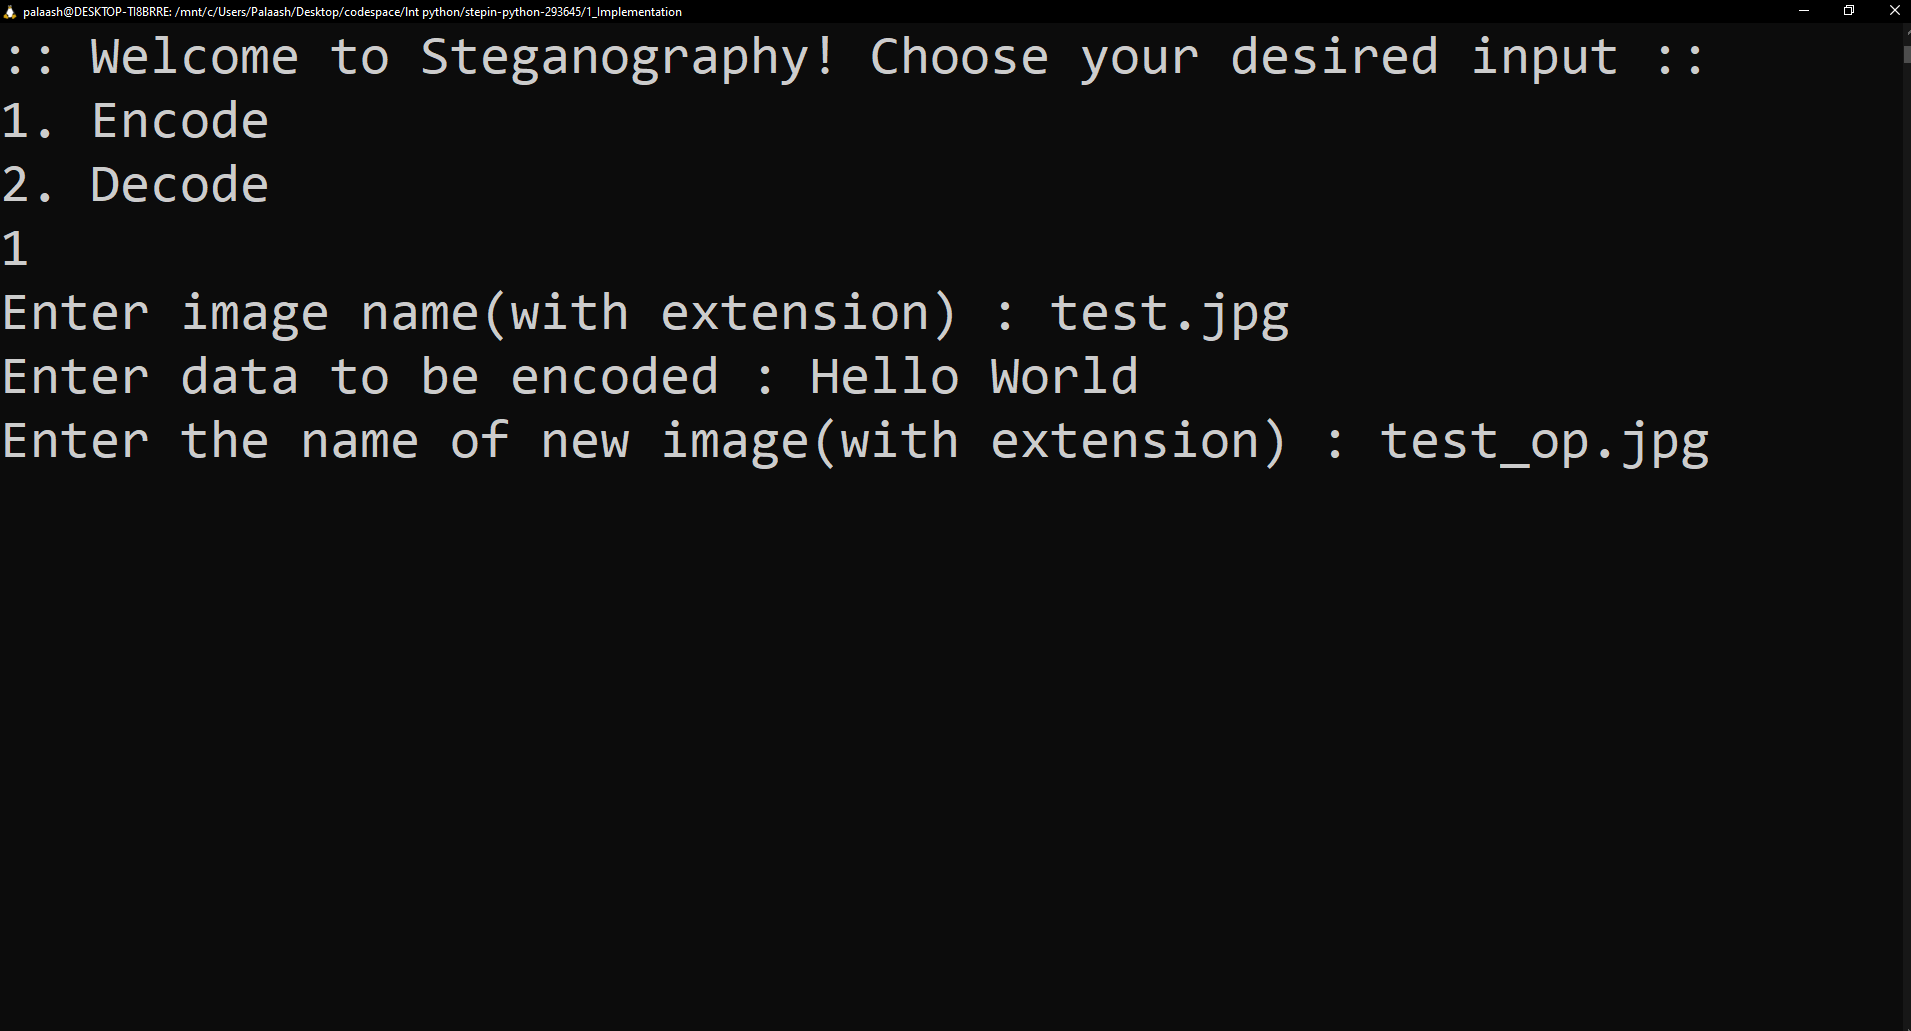 palaash@DESKTOP-TI8BRRE: /mnt/c/Users/Palaash/Desktop/codespace/Int python/stepin-python-293645/1_Implementation
:: Welcome to Steganography! Choose your desired input ::
1. Encode
2. Decode
1
Enter image name(with extension) : test.jpg
Enter data to be encoded : Hello World
Enter the name of new image(with extension) : test_op.jpg